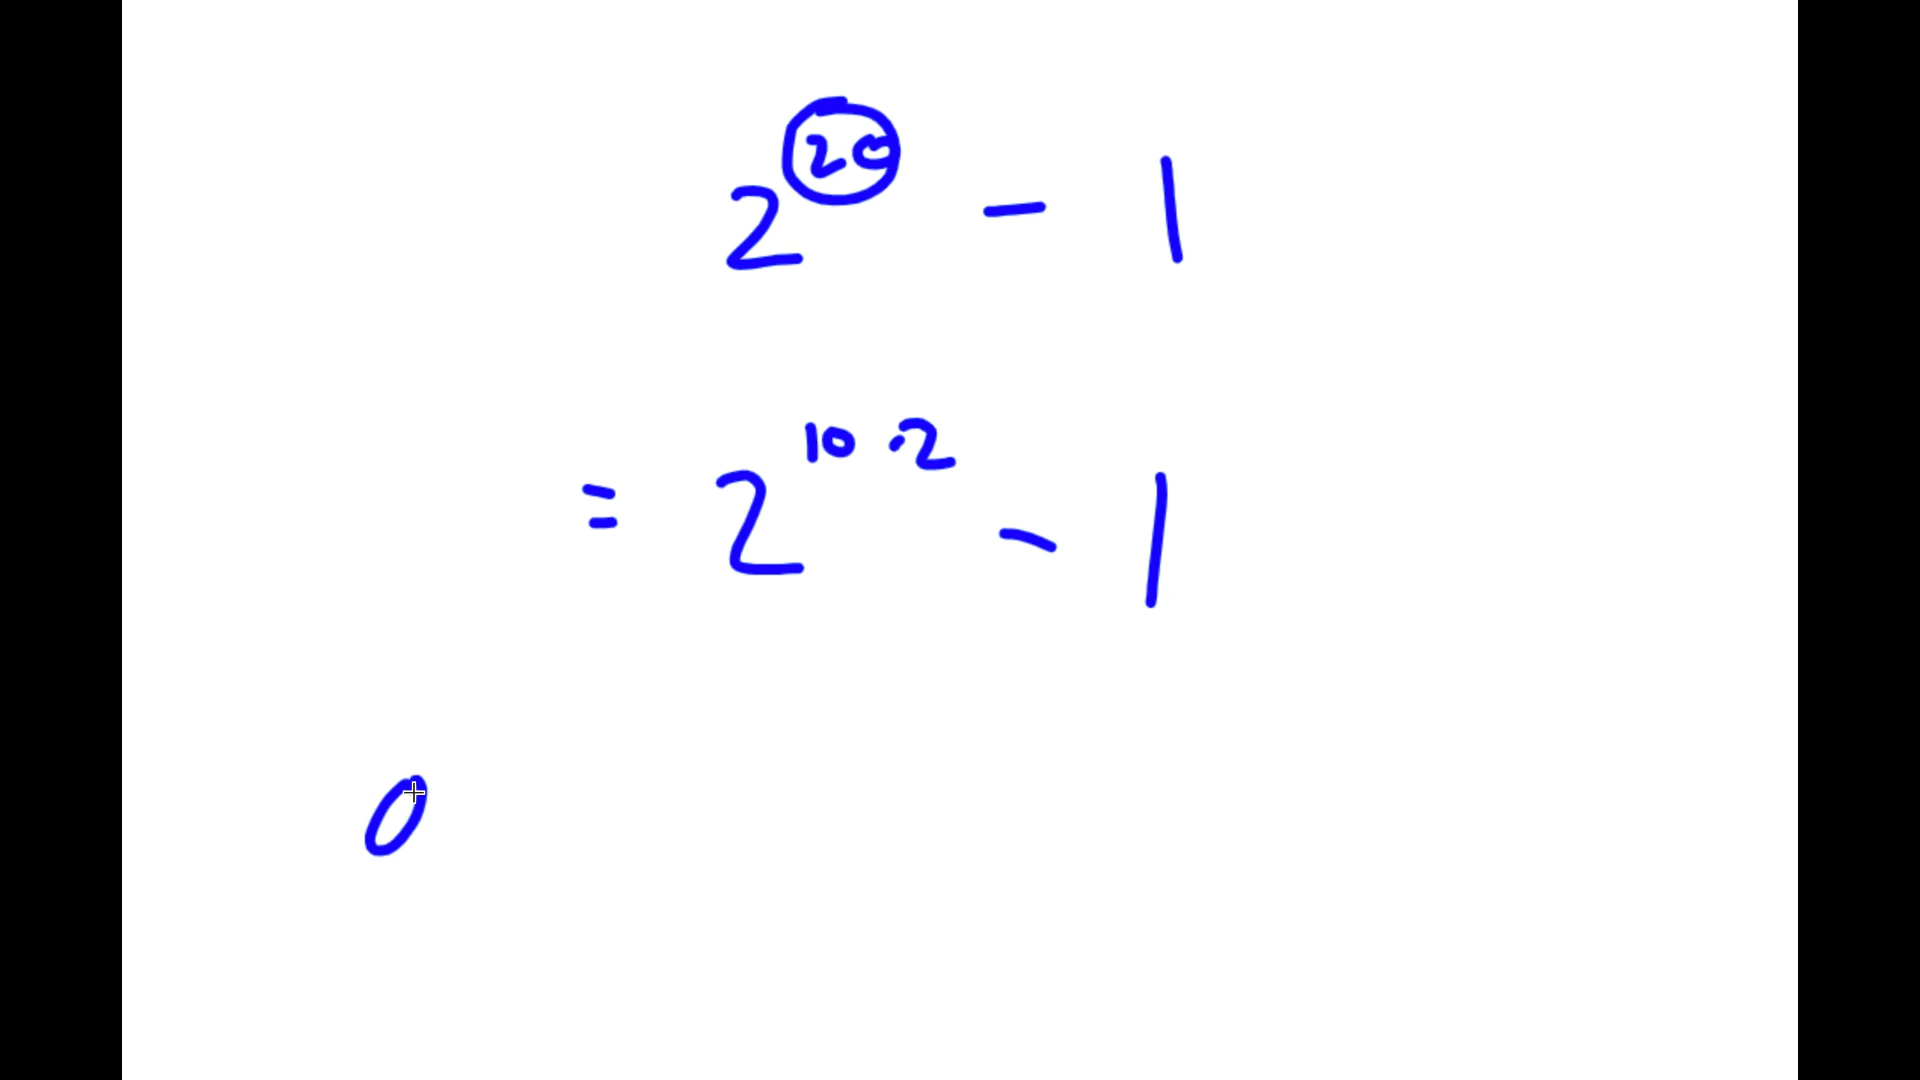 2^20 - 1
= 2^10·2 - 1
0